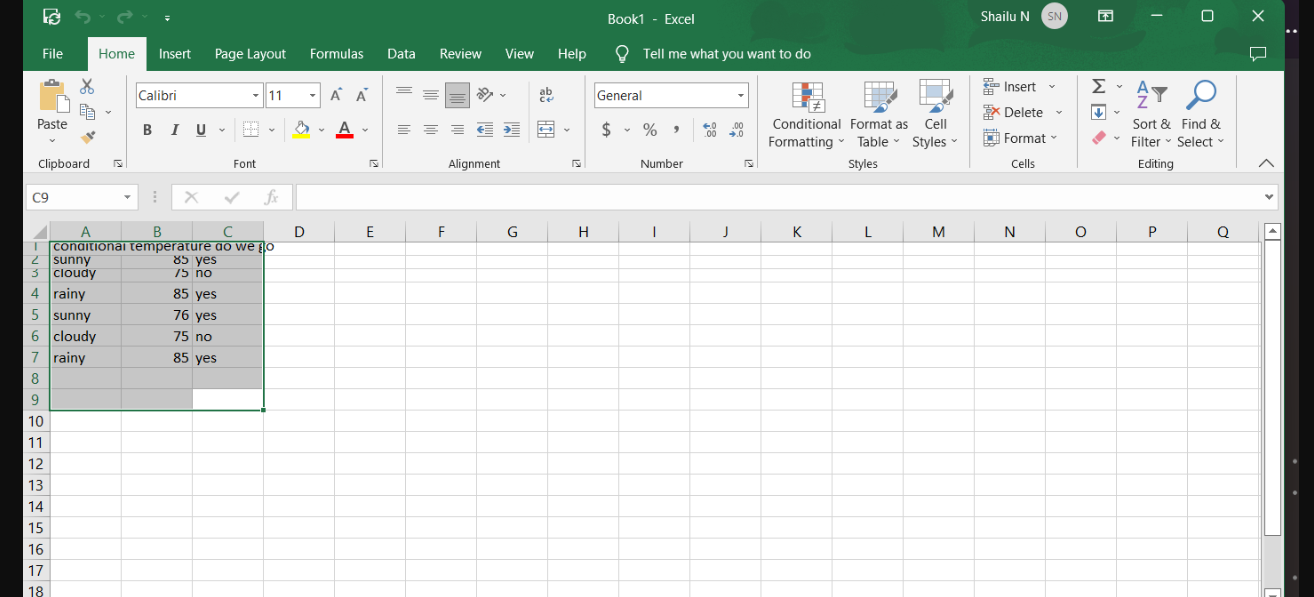 Book1 - Excel
Shailu N
SN
File Home Insert Page Layout Formulas Data Review View Help Tell me what you want to do
Paste
Calibri 11 A A
B I U A
ab
General
$ % ,
Conditional Formatting
Format as Table
Cell Styles
Insert
Delete
Format
Sort & Filter
Find & Select
Clipboard Font Alignment Number Styles Cells Editing
C9 fx
A B C D E F G H I J K L M N O P Q
1 conditional temperature do we go
2 sunny 85 yes
3 cloudy 75 no
4 rainy 85 yes
5 sunny 76 yes
6 cloudy 75 no
7 rainy 85 yes
8
9
10
11
12
13
14
15
16
17
18